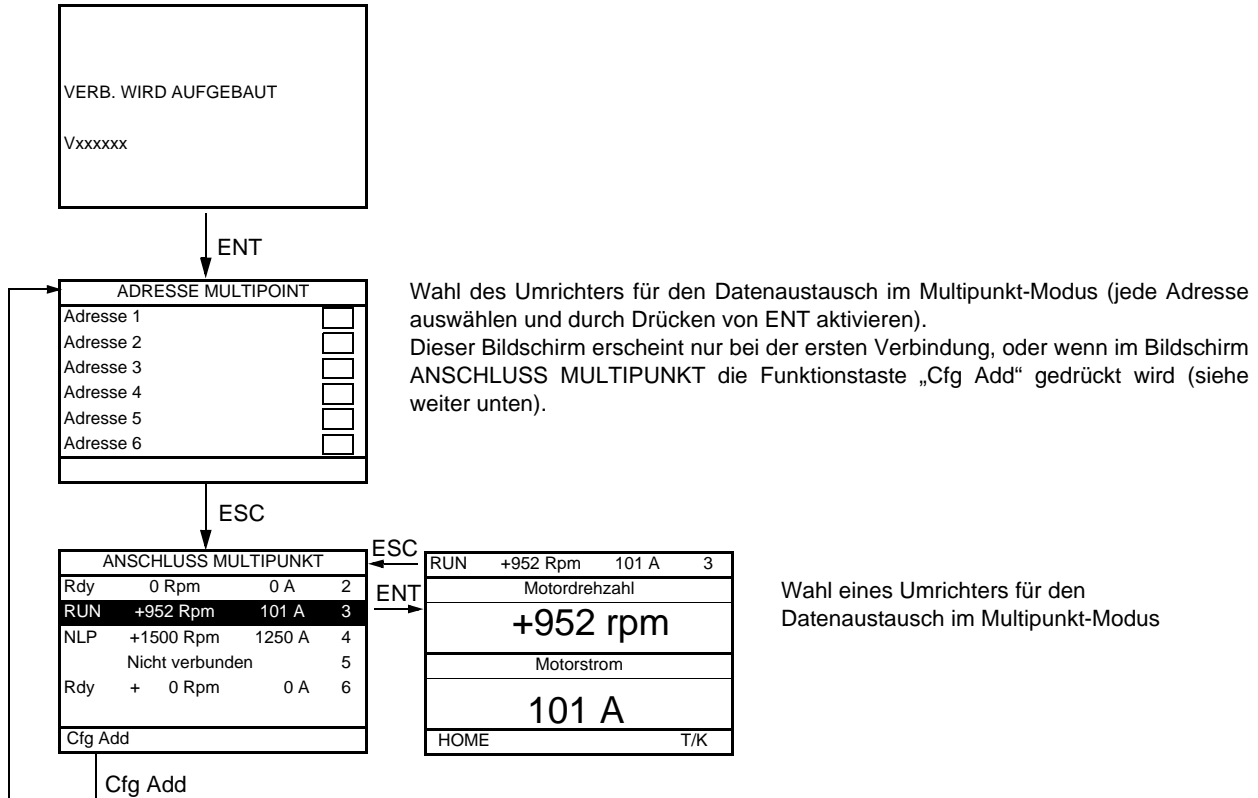 VERB. WIRD AUFGEBAUT
Vxxxxxx
ENT
ADRESSE MULTIPOINT
Adresse 1
Adresse 2
Adresse 3
Adresse 4
Adresse 5
Adresse 6
Wahl des Umrichters für den Datenaustausch im Multipunkt-Modus (jede Adresse
auswählen und durch Drücken von ENT aktivieren).
Dieser Bildschirm erscheint nur bei der ersten Verbindung, oder wenn im Bildschirm
ANSCHLUSS MULTIPUNKT die Funktionstaste „Cfg Add“ gedrückt wird (siehe
weiter unten).
ESC
ANSCHLUSS MULTIPUNKT
Rdy 0 Rpm 0 A 2
RUN +952 Rpm 101 A 3
NLP +1500 Rpm 1250 A 4
Nicht verbunden 5
Rdy + 0 Rpm 0 A 6
Cfg Add
ESC
ENT
RUN +952 Rpm 101 A 3
Motordrehzahl
+952 rpm
Motorstrom
101 A
HOME T/K
Wahl eines Umrichters für den
Datenaustausch im Multipunkt-Modus
Cfg Add